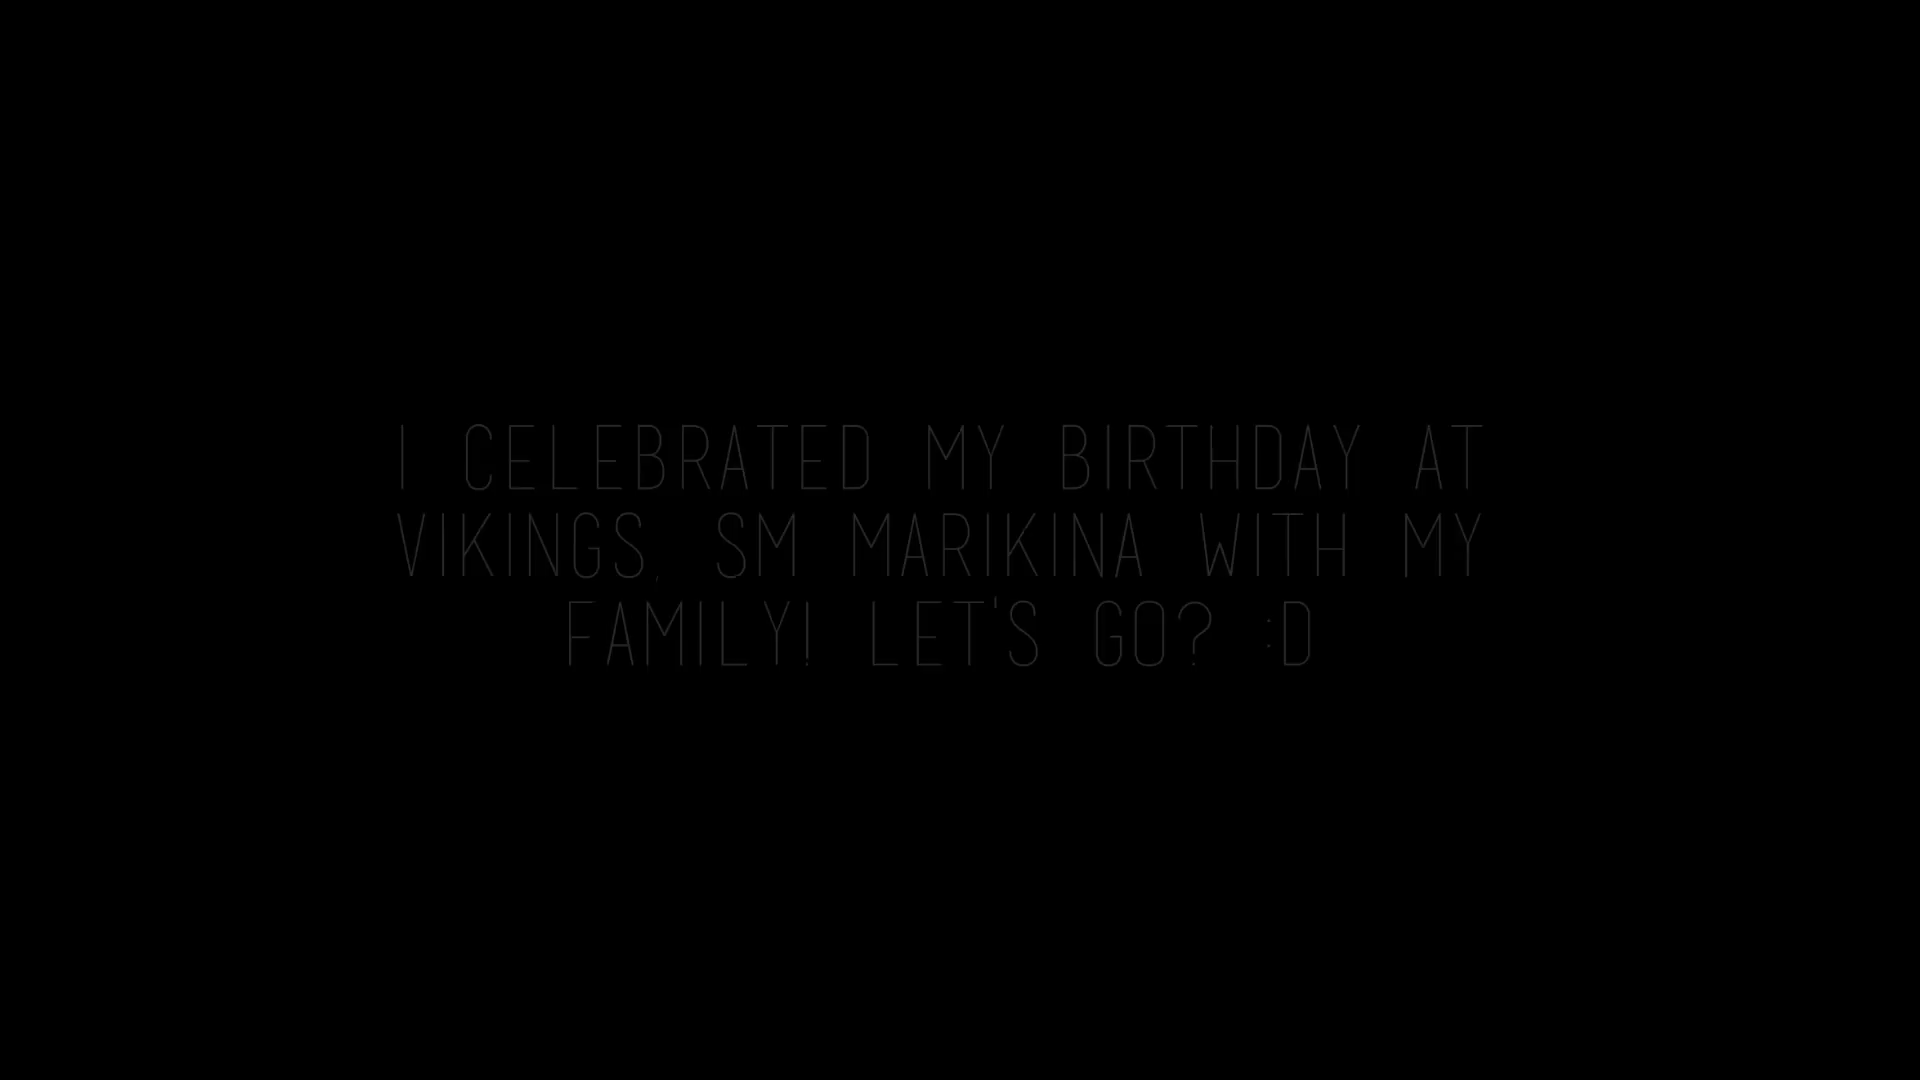 I CELEBRATED MY BIRTHDAY AT
VIKINGS, SM MARIKINA WITH MY
FAMILY! LET'S GO? :D